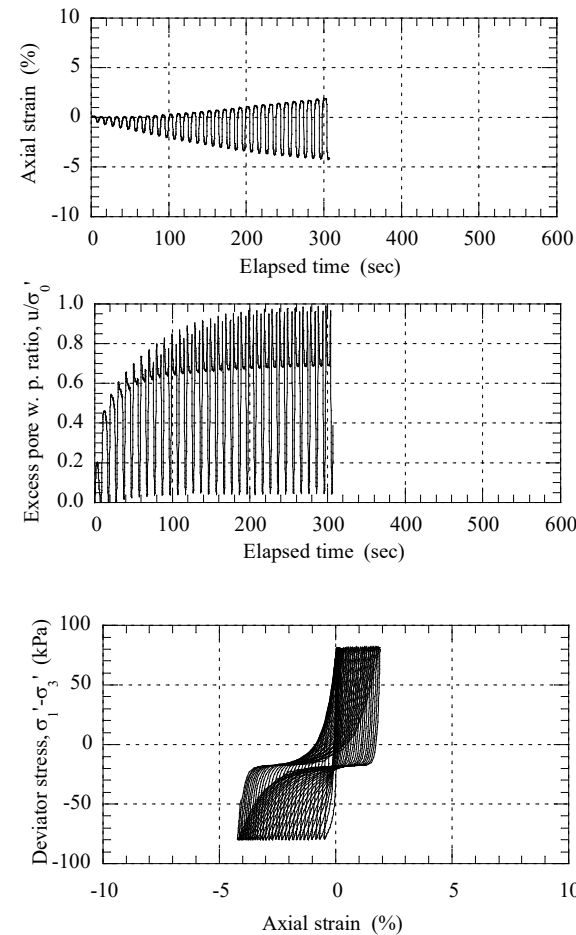 Axial strain (%)
10
5
0
-5
-10
0 100 200 300 400 500 600
Elapsed time (sec)
Excess pore w. p. ratio, u/σ0'
1.0
0.8
0.6
0.4
0.2
0.0
0 100 200 300 400 500 600
Elapsed time (sec)
Deviator stress, σ1'-σ3' (kPa)
100
50
0
-50
-100
-10 -5 0 5 10
Axial strain (%)